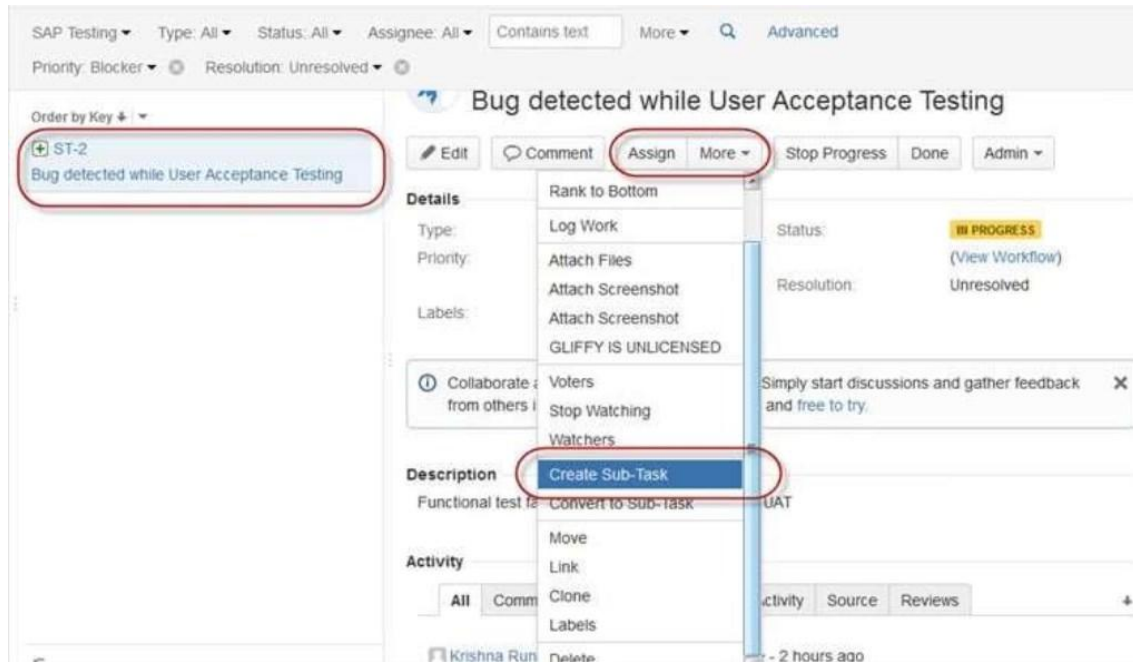 SAP Testing Type: All Status: All Assignee: All Contains text More Advanced
Priority: Blocker Resolution: Unresolved
Order by Key
ST-2
Bug detected while User Acceptance Testing
Bug detected while User Acceptance Testing
Edit Comment Assign More Stop Progress Done Admin
Details
Type:
Priority:
Labels:
Status: IN PROGRESS
(View Workflow)
Resolution: Unresolved
Rank to Bottom
Log Work
Attach Files
Attach Screenshot
Attach Screenshot
GLIFFY IS UNLICENSED
Voters
Stop Watching
Watchers
Create Sub-Task
Convert to Sub-Task
Move
Link
Clone
Labels
Delete
Collaborate Simply start discussions and gather feedback
from others and free to try.
Description
Functional test UAT
Activity
All Comm ctivity Source Reviews
Krishna Run - 2 hours ago